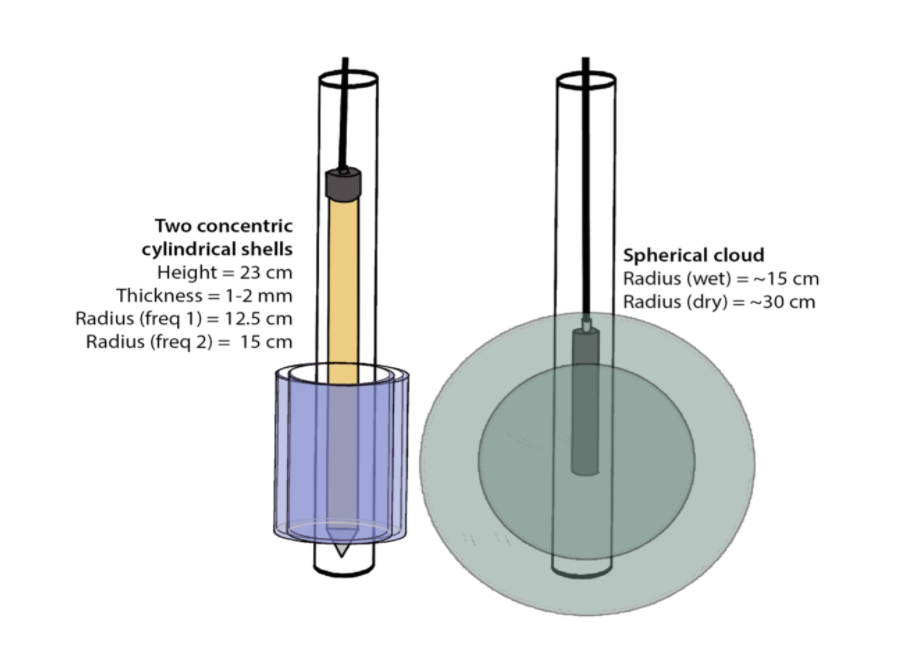 Two concentric
cylindrical shells
Height = 23 cm
Thickness = 1-2 mm
Radius (freq 1) = 12.5 cm
Radius (freq 2) =  15 cm
Spherical cloud
Radius (wet) = ~15 cm
Radius (dry) = ~30 cm